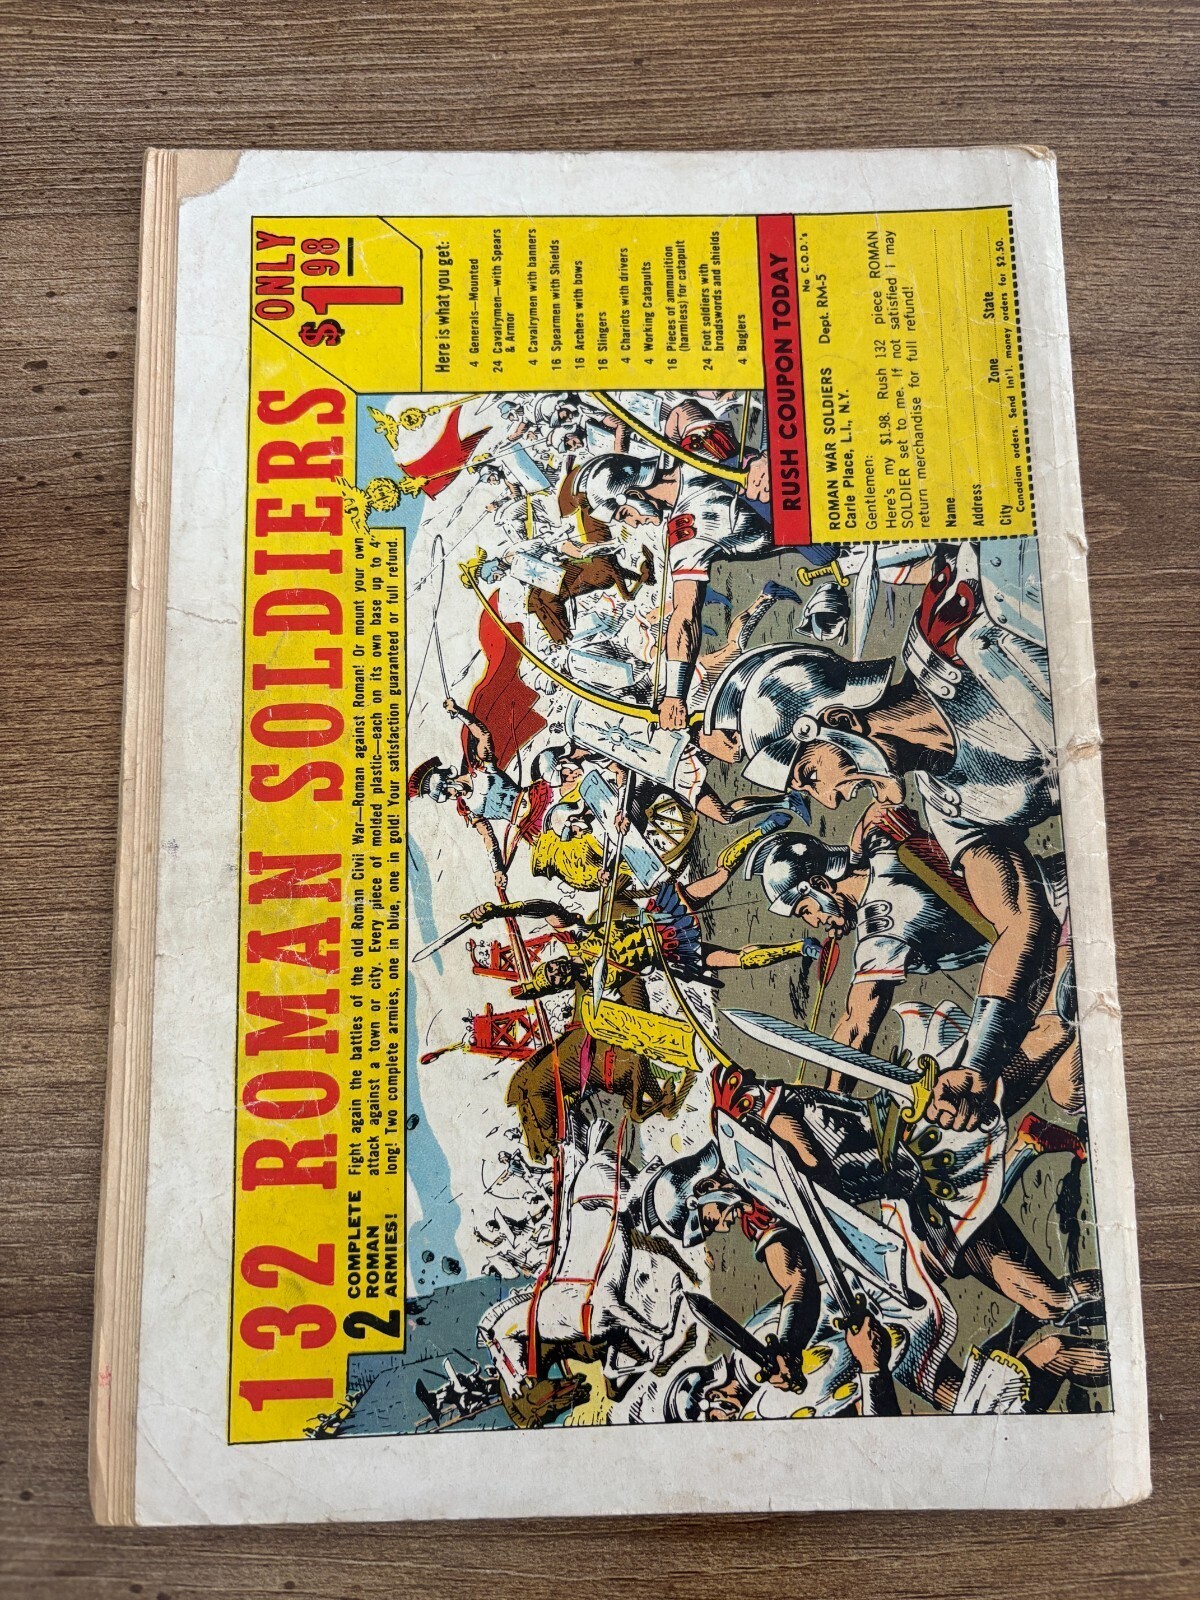 132 ROMAN SOLDIERS
ONLY
$1.98
2 COMPLETE
ROMAN
ARMIES!
Fight again the battles of the old Roman Civil War—Roman against Roman! Or mount your own
attack against a town or city. Every piece of molded plastic—each on its own base up to 4"
long! Two complete armies, one in blue, one in gold! Your satisfaction guaranteed or full refund.
Here is what you get:
4 Generals—Mounted
24 Cavalrymen—with Spears
& Armor
4 Cavalrymen with banners
16 Spearmen with Shields
16 Archers with bows
16 Slingers
4 Chariots with drivers
4 Working Catapults
16 Pieces of ammunition
(harmless) for catapult
24 Foot soldiers with
broadswords and shields
4 Buglers
RUSH COUPON TODAY
No C.O.D.'s
ROMAN WAR SOLDIERS Dept. RM-5
Carle Place, L.I., N.Y.
Gentlemen:
Here's my $1.98. Rush 132 piece ROMAN
SOLDIER set to me. If not satisfied i may
return merchandise for full refund!
Name
Address
City Zone State
Canadian orders. Send Int'l. money orders for $2.50.